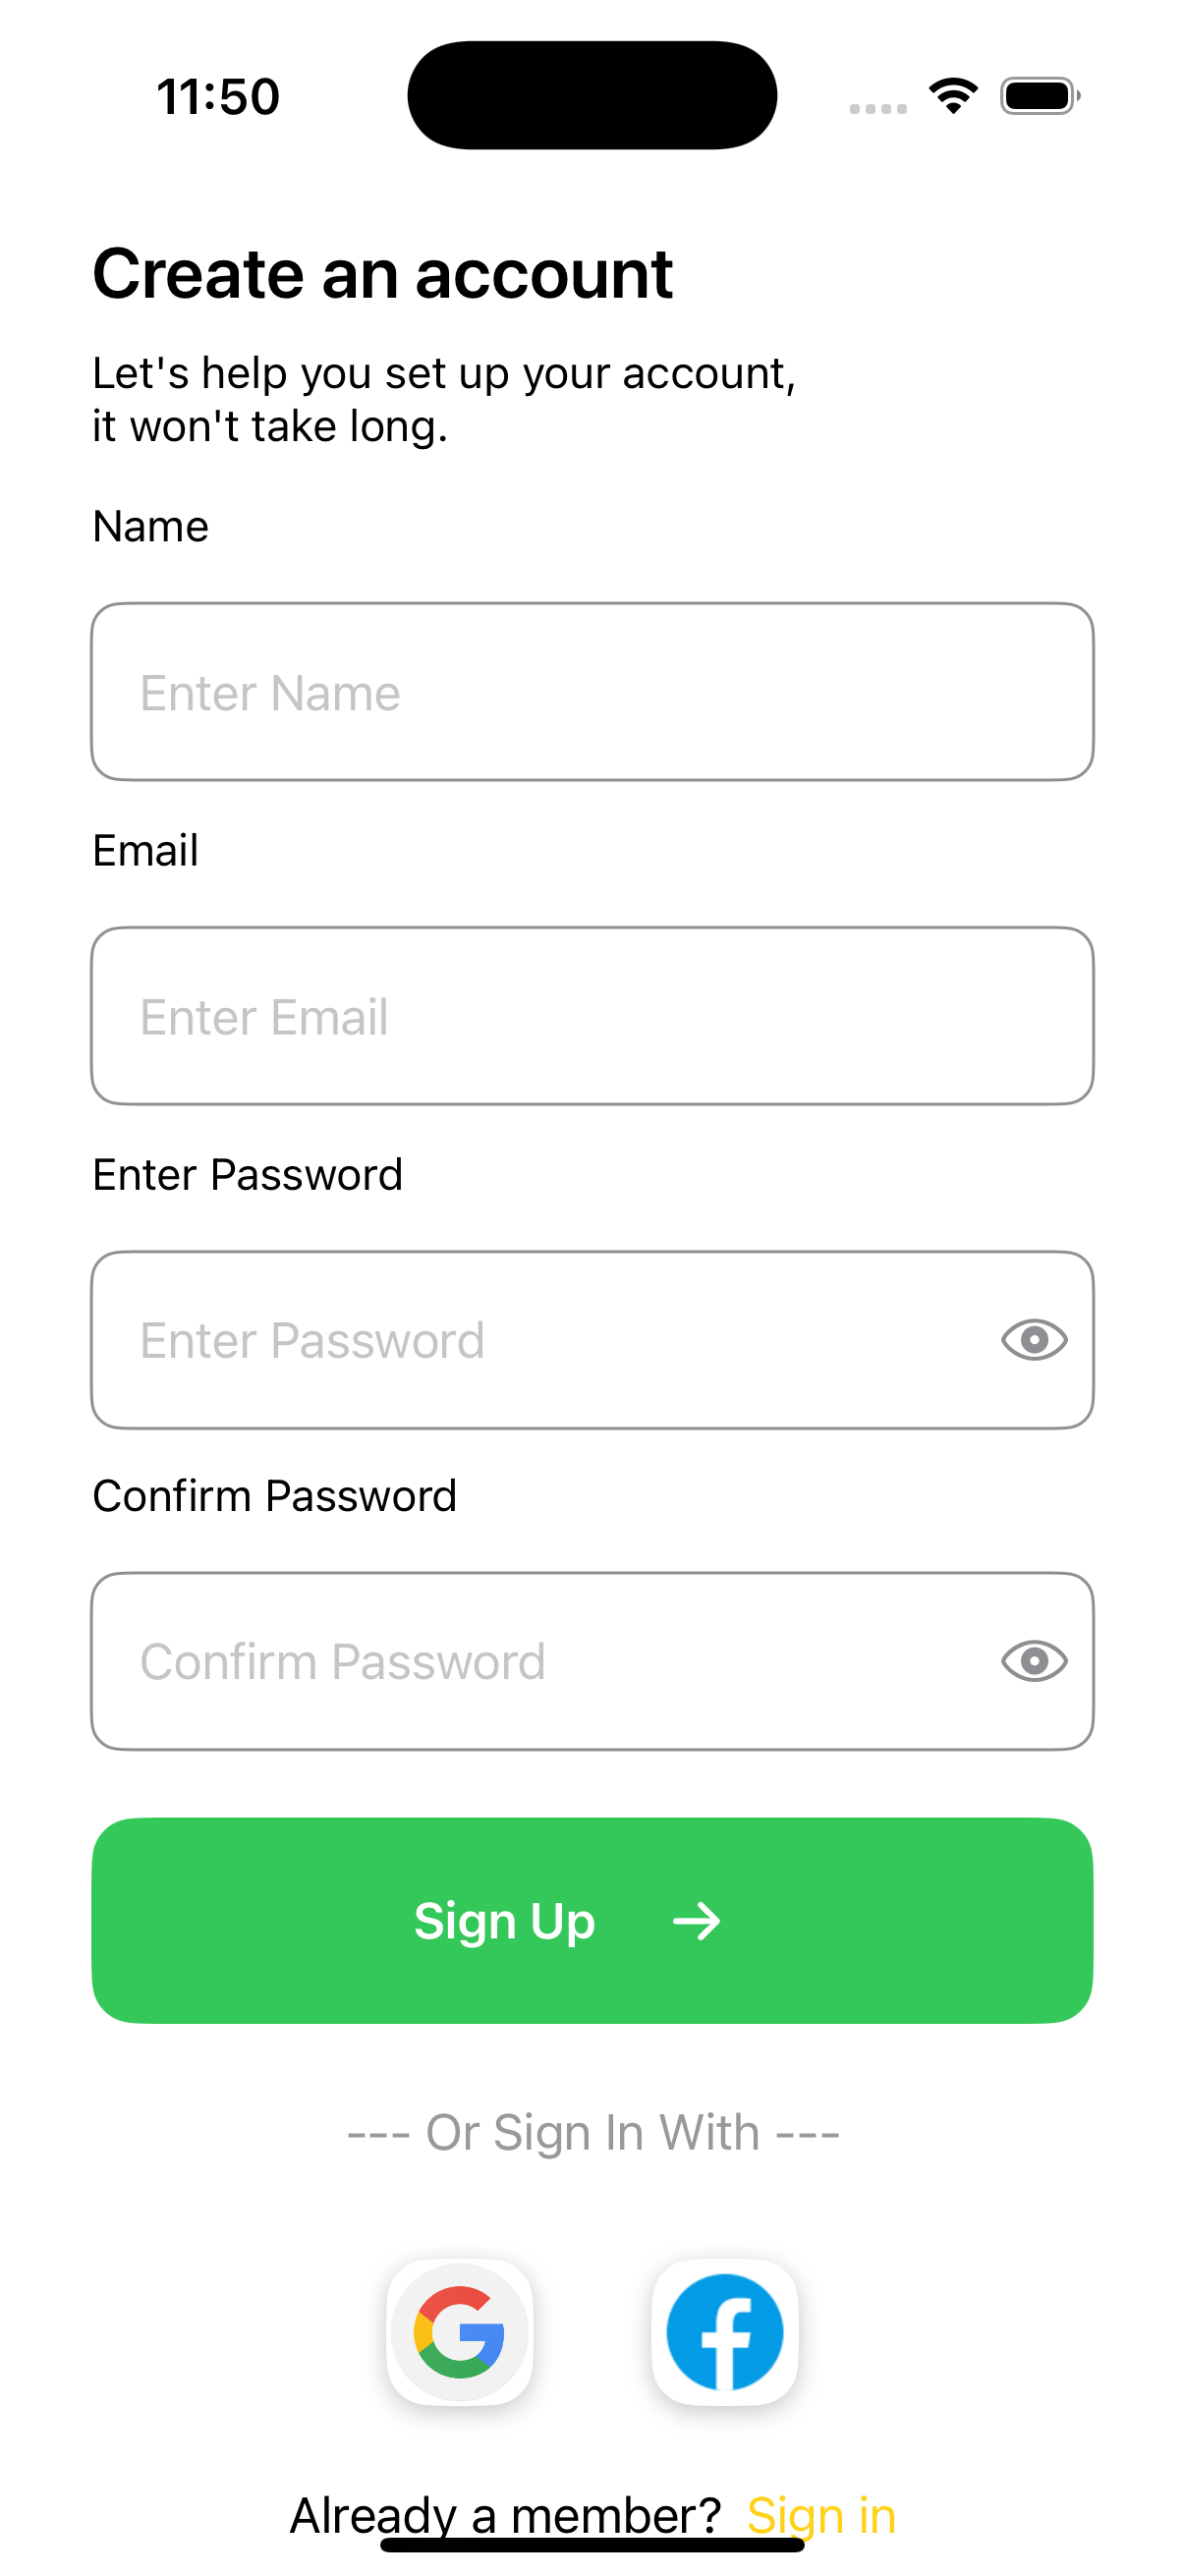 11:50
Create an account
Let's help you set up your account,
it won't take long.
Name
Enter Name
Email
Enter Email
Enter Password
Enter Password
Confirm Password
Confirm Password
Sign Up
--- Or Sign In With ---
Already a member? Sign in